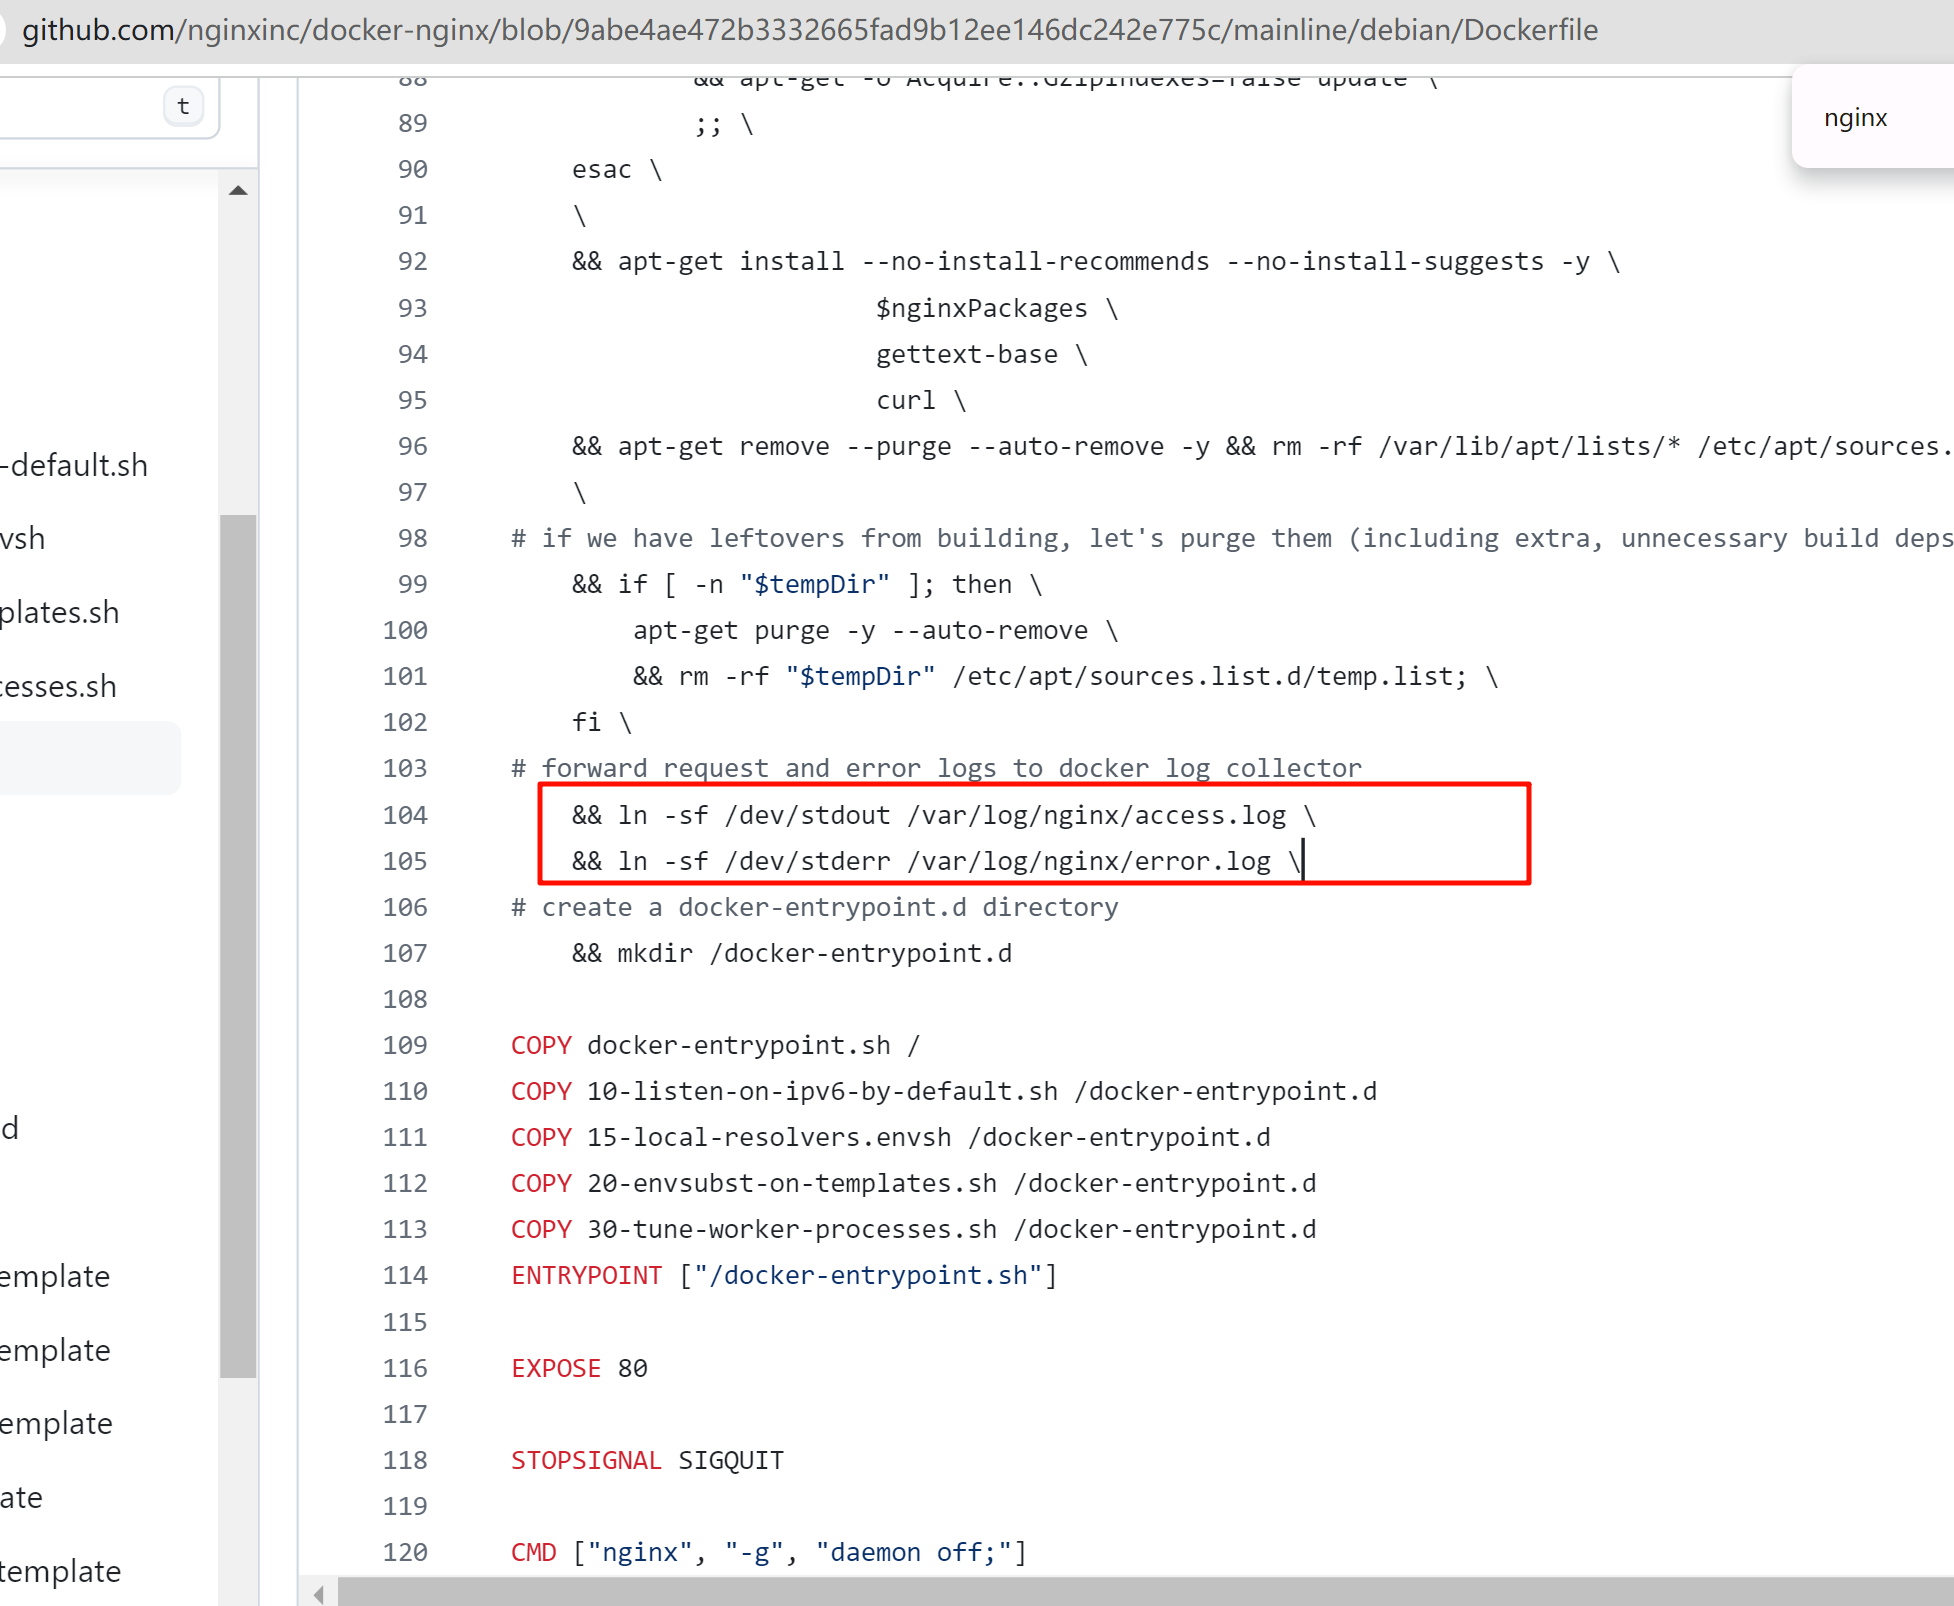 github.com/nginxinc/docker-nginx/blob/9abe4ae472b3332665fad9b12ee146dc242e775c/mainline/debian/Dockerfile
t
nginx
-default.sh
vsh
plates.sh
cesses.sh
d
emplate
emplate
emplate
ate
template
88 && apt-get -o Acquire::GzipIndexes=false update \
89 ;; \
90 esac \
91 \
92 && apt-get install --no-install-recommends --no-install-suggests -y \
93 $nginxPackages \
94 gettext-base \
95 curl \
96 && apt-get remove --purge --auto-remove -y && rm -rf /var/lib/apt/lists/* /etc/apt/sources.
97 \
98 # if we have leftovers from building, let's purge them (including extra, unnecessary build deps
99 && if [ -n "$tempDir" ]; then \
100 apt-get purge -y --auto-remove \
101 && rm -rf "$tempDir" /etc/apt/sources.list.d/temp.list; \
102 fi \
103 # forward request and error logs to docker log collector
104 && ln -sf /dev/stdout /var/log/nginx/access.log \
105 && ln -sf /dev/stderr /var/log/nginx/error.log \
106 # create a docker-entrypoint.d directory
107 && mkdir /docker-entrypoint.d
108
109 COPY docker-entrypoint.sh /
110 COPY 10-listen-on-ipv6-by-default.sh /docker-entrypoint.d
111 COPY 15-local-resolvers.envsh /docker-entrypoint.d
112 COPY 20-envsubst-on-templates.sh /docker-entrypoint.d
113 COPY 30-tune-worker-processes.sh /docker-entrypoint.d
114 ENTRYPOINT ["/docker-entrypoint.sh"]
115
116 EXPOSE 80
117
118 STOPSIGNAL SIGQUIT
119
120 CMD ["nginx", "-g", "daemon off;"]